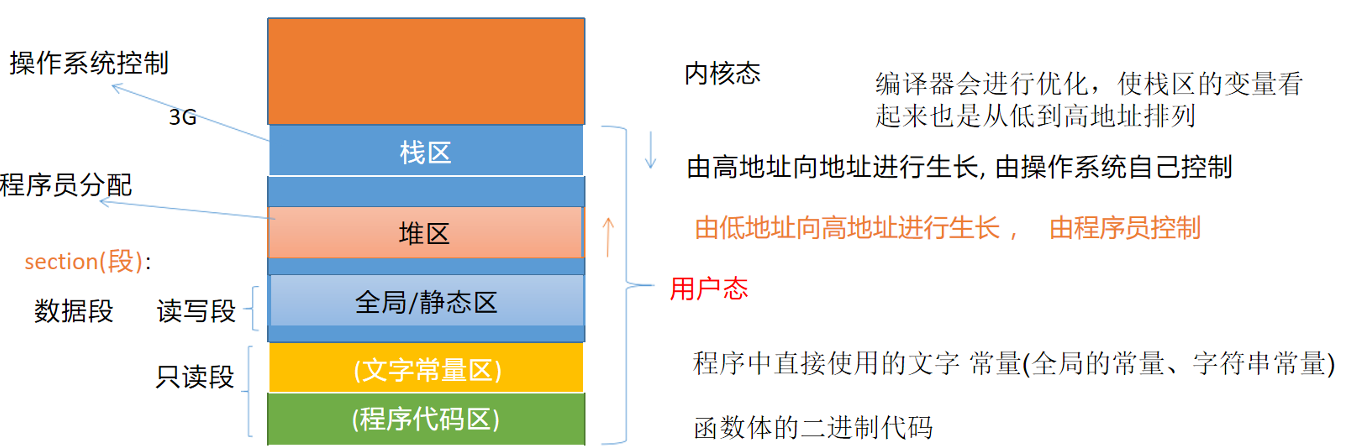 操作系统控制
3G
内核态
编译器会进行优化，使栈区的变量看
起来也是从低到高地址排列
栈区
由高地址向地址进行生长, 由操作系统自己控制
程序员分配
堆区
由低地址向高地址进行生长， 由程序员控制
section(段):
数据段 读写段
全局/静态区
用户态
只读段
(文字常量区)
程序中直接使用的文字 常量(全局的常量、字符串常量)
(程序代码区)
函数体的二进制代码